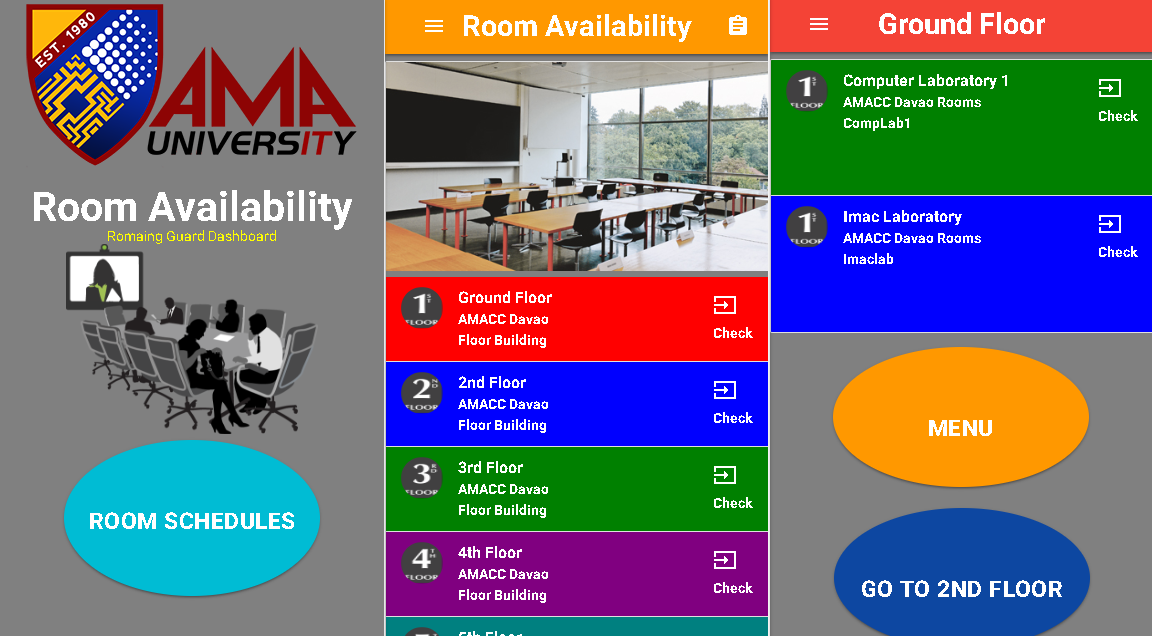 EST. 1980
AMA
UNIVERSITY
Room Availability
Romaing Guard Dashboard
ROOM SCHEDULES
Room Availability
1ST
FLOOR
Ground Floor
AMACC Davao
Floor Building
Check
2ND
FLOOR
2nd Floor
AMACC Davao
Floor Building
Check
3RD
FLOOR
3rd Floor
AMACC Davao
Floor Building
Check
4TH
FLOOR
4th Floor
AMACC Davao
Floor Building
Check
5th Floor
Ground Floor
1ST
FLOOR
Computer Laboratory 1
AMACC Davao Rooms
CompLab1
Check
1ST
FLOOR
Imac Laboratory
AMACC Davao Rooms
Imaclab
Check
MENU
GO TO 2ND FLOOR